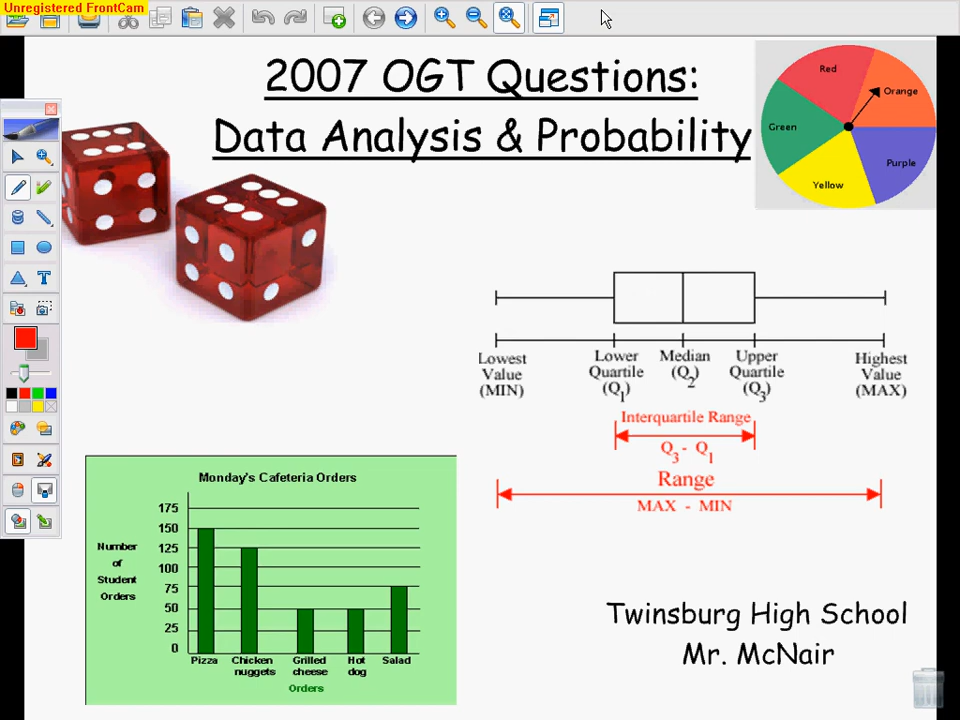 Unregistered FrontCam
2007 OGT Questions:
Data Analysis & Probability
Red
Orange
Green
Purple
Yellow
Lowest
Value
(MIN)
Lower
Quartile
(Q1)
Median
(Q2)
Upper
Quartile
(Q3)
Highest
Value
(MAX)
Interquartile Range
Q3 - Q1
Range
MAX - MIN
Monday's Cafeteria Orders
Number
of
Student
Orders
175
150
125
100
75
50
25
0
Pizza
Chicken
nuggets
Grilled
cheese
Hot
dog
Salad
Orders
Twinsburg High School
Mr. McNair
T